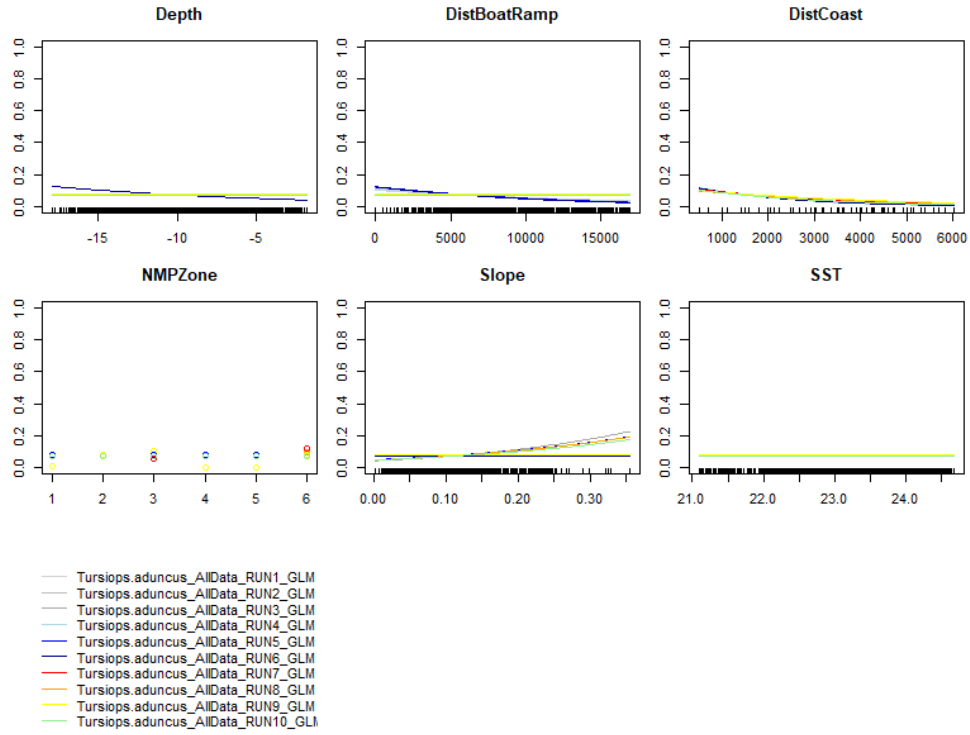 Depth
DistBoatRamp
DistCoast
0.0 0.2 0.4 0.6 0.8 1.0
-15 -10 -5
0.0 0.2 0.4 0.6 0.8 1.0
0 5000 10000 15000
0.0 0.2 0.4 0.6 0.8 1.0
1000 2000 3000 4000 5000 6000
NMPZone
Slope
SST
0.0 0.2 0.4 0.6 0.8 1.0
1 2 3 4 5 6
0.0 0.2 0.4 0.6 0.8 1.0
0.00 0.10 0.20 0.30
0.0 0.2 0.4 0.6 0.8 1.0
21.0 22.0 23.0 24.0
Tursiops.aduncus_AllData_RUN1_GLM
Tursiops.aduncus_AllData_RUN2_GLM
Tursiops.aduncus_AllData_RUN3_GLM
Tursiops.aduncus_AllData_RUN4_GLM
Tursiops.aduncus_AllData_RUN5_GLM
Tursiops.aduncus_AllData_RUN6_GLM
Tursiops.aduncus_AllData_RUN7_GLM
Tursiops.aduncus_AllData_RUN8_GLM
Tursiops.aduncus_AllData_RUN9_GLM
Tursiops.aduncus_AllData_RUN10_GL